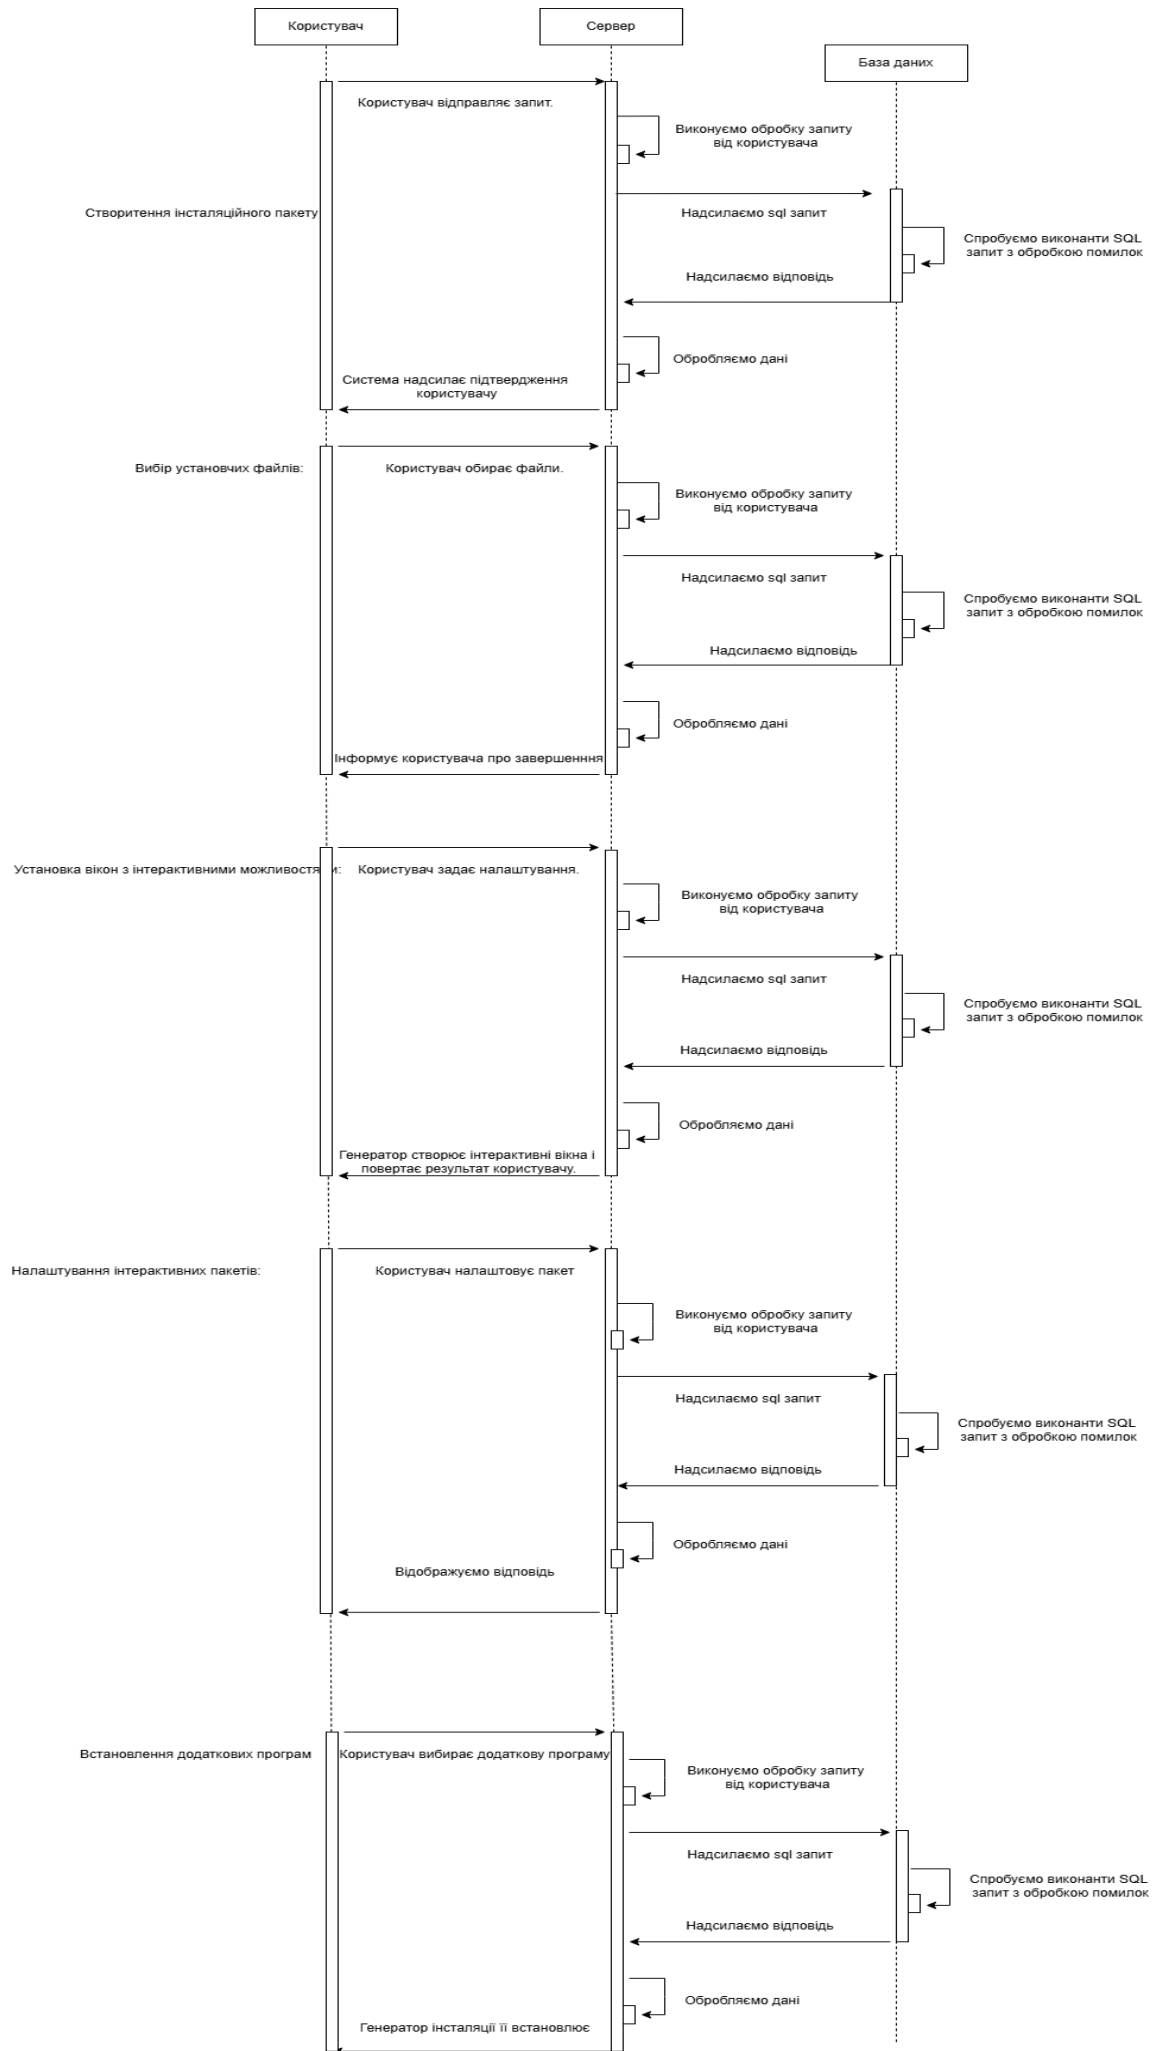 Користувач
Сервер
База даних
Користувач відправляє запит.
Виконуємо обробку запиту
від користувача
Створитення інсталяційного пакету
Надсилаємо sql запит
Спробуємо виконанти SQL
запит з обробкою помилок
Надсилаємо відповідь
Обробляємо дані
Система надсилає підтвердження
користувачу
Вибір установчих файлів:
Користувач обирає файли.
Виконуємо обробку запиту
від користувача
Надсилаємо sql запит
Спробуємо виконанти SQL
запит з обробкою помилок
Надсилаємо відповідь
Обробляємо дані
Інформує користувача про завершенння
Установка вікон з інтерактивними можливостями:
Користувач задає налаштування.
Виконуємо обробку запиту
від користувача
Надсилаємо sql запит
Спробуємо виконанти SQL
запит з обробкою помилок
Надсилаємо відповідь
Обробляємо дані
Генератор створює інтерактивні вікна і
повертає результат користувачу.
Налаштування інтерактивних пакетів:
Користувач налаштовує пакет
Виконуємо обробку запиту
від користувача
Надсилаємо sql запит
Спробуємо виконанти SQL
запит з обробкою помилок
Надсилаємо відповідь
Обробляємо дані
Відображуємо відповідь
Встановлення додаткових програм
Користувач вибирає додаткову програму
Виконуємо обробку запиту
від користувача
Надсилаємо sql запит
Спробуємо виконанти SQL
запит з обробкою помилок
Надсилаємо відповідь
Обробляємо дані
Генератор інсталяції її встановлює